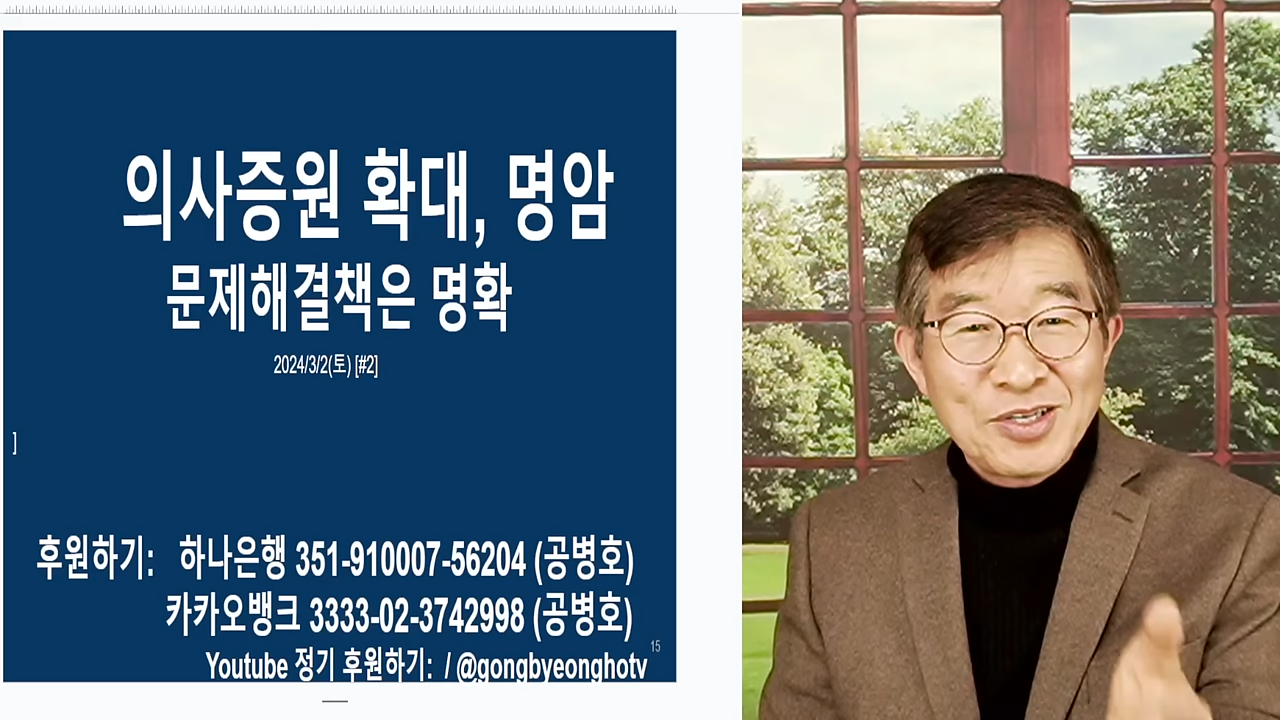 의사증원 확대, 명암
문제해결책은 명확
2024/3/2(토) [#2]
]
후원하기: 하나은행 351-910007-56204 (공병호)
카카오뱅크 3333-02-3742998 (공병호)
15
Youtube 정기 후원하기: / @gongbyeonghotv